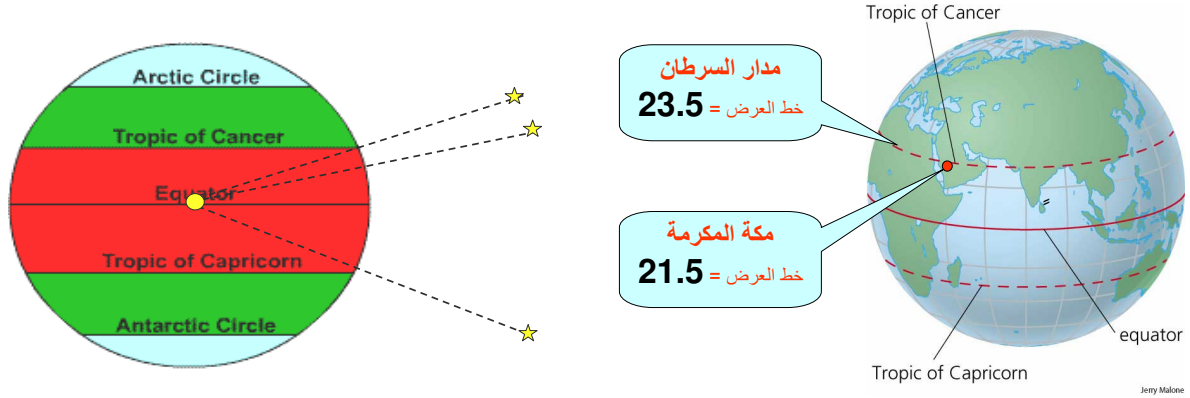 Arctic Circle
Tropic of Cancer
Equator
Tropic of Capricorn
Antarctic Circle
مدار السرطان
خط العرض = 23.5
مكة المكرمة
خط العرض = 21.5
Tropic of Cancer
equator
Tropic of Capricorn
Jerry Malone